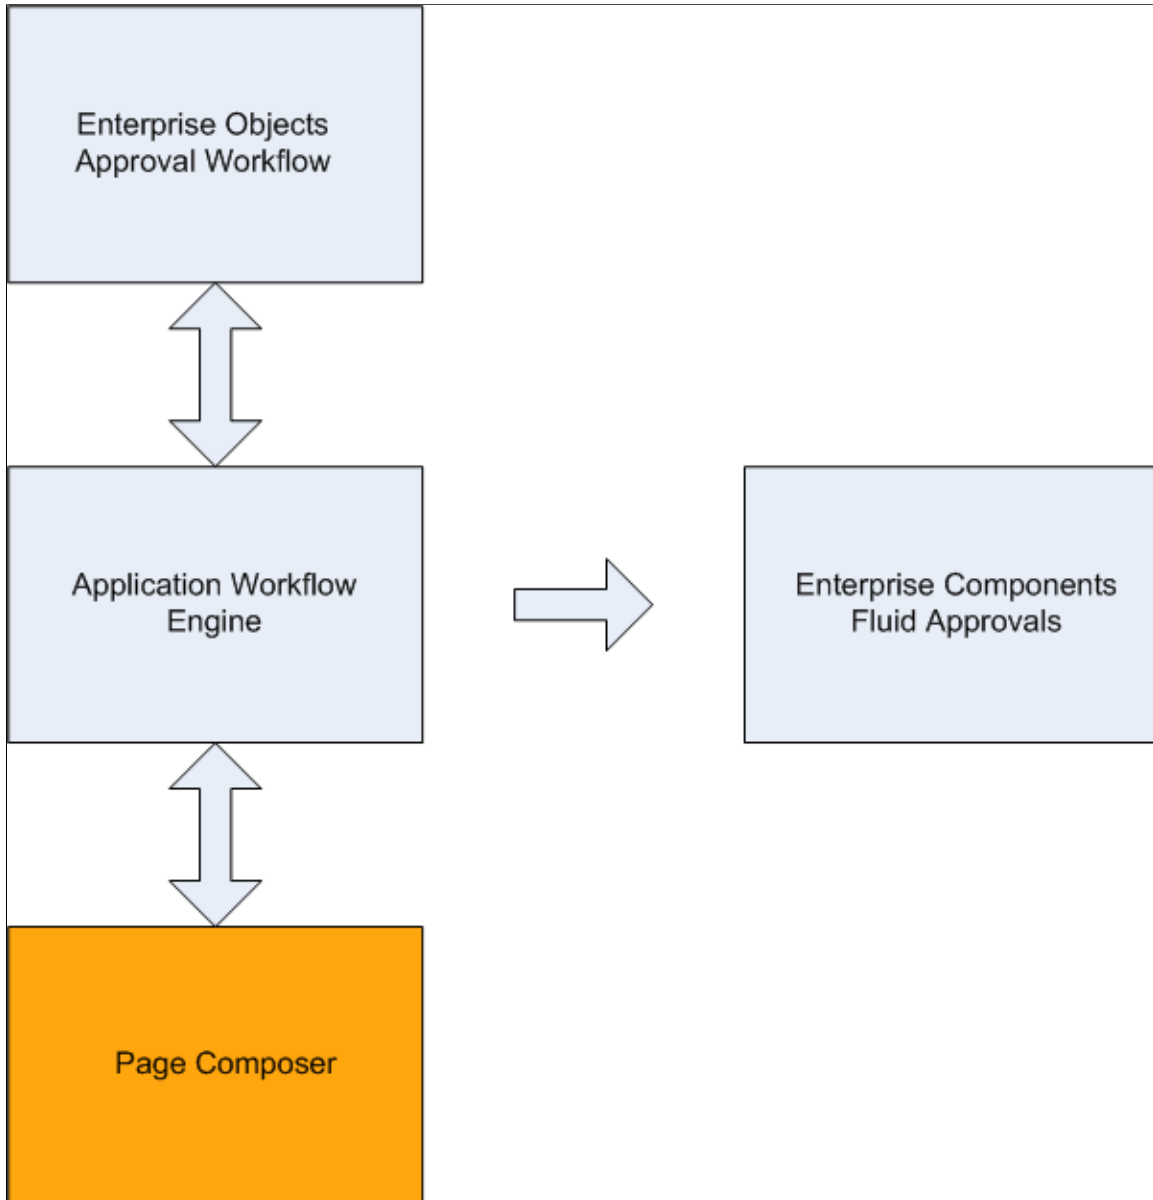 Enterprise Objects
Approval Workflow
Application Workflow
Engine
Enterprise Components
Fluid Approvals
Page Composer